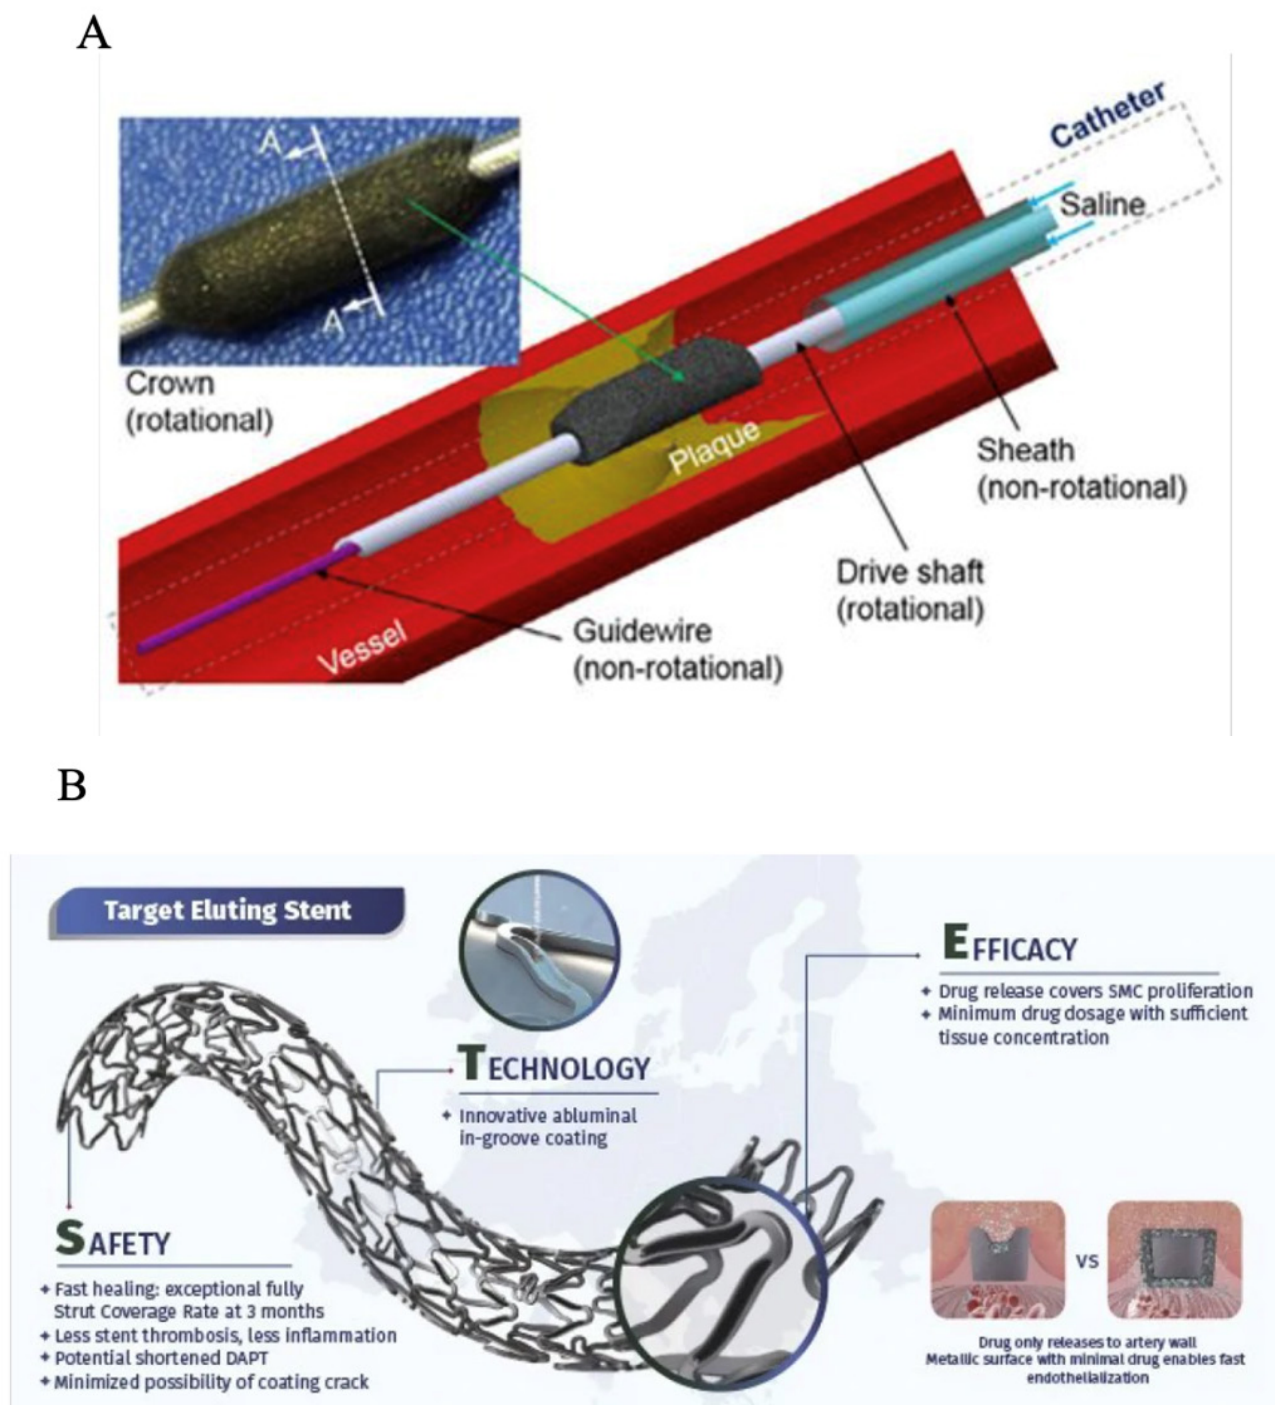 A
A
A
Catheter
Saline
Crown
(rotational)
Plaque
Sheath
(non-rotational)
Drive shaft
(rotational)
Guidewire
(non-rotational)
Vessel
B
Target Eluting Stent
EFFICACY
+ Drug release covers SMC proliferation
+ Minimum drug dosage with sufficient
tissue concentration
TECHNOLOGY
+ Innovative abluminal
in-groove coating
SAFETY
+ Fast healing: exceptional fully
Strut Coverage Rate at 3 months
+ Less stent thrombosis, less inflammation
+ Potential shortened DAPT
+ Minimized possibility of coating crack
VS
Drug only releases to artery wall
Metallic surface with minimal drug enables fast
endothelialization